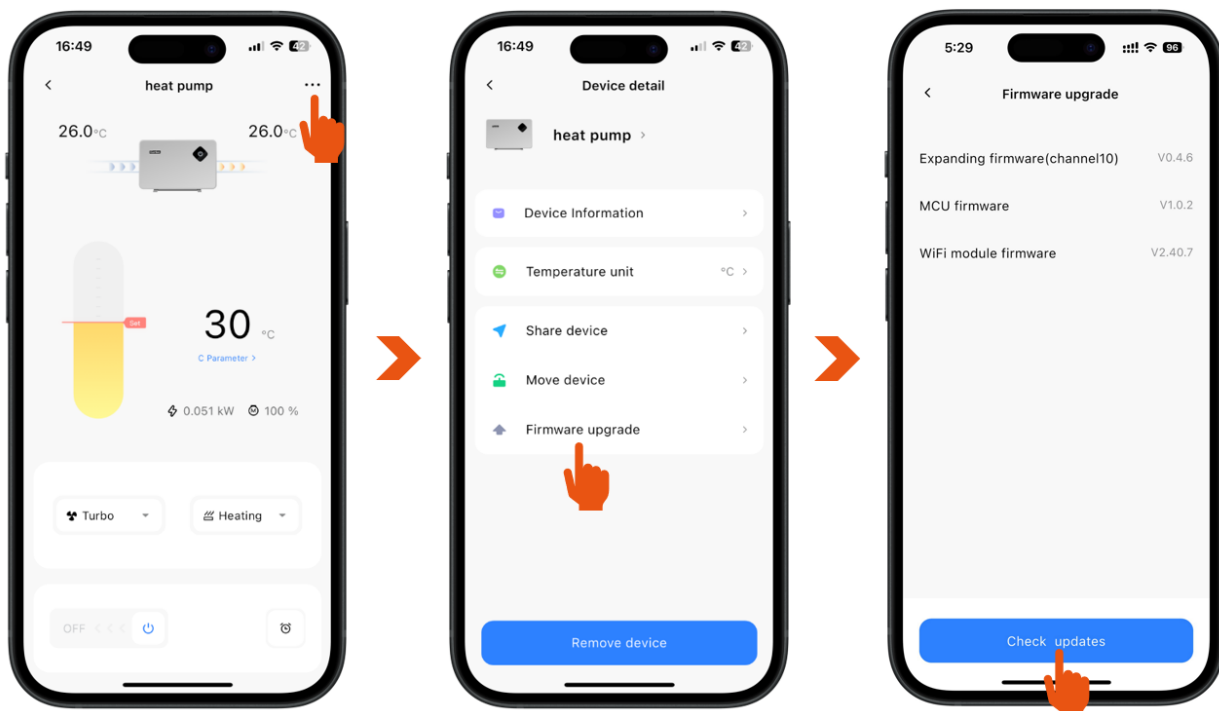 16:49
42
heat pump
26.0°C
26.0°C
Set
30 °C
C Parameter >
0.051 kW
100 %
Turbo
Heating
OFF
16:49
42
Device detail
heat pump
Device Information
Temperature unit
°C
Share device
Move device
Firmware upgrade
Remove device
5:29
96
Firmware upgrade
Expanding firmware(channel10)
V0.4.6
MCU firmware
V1.0.2
WiFi module firmware
V2.40.7
Check updates